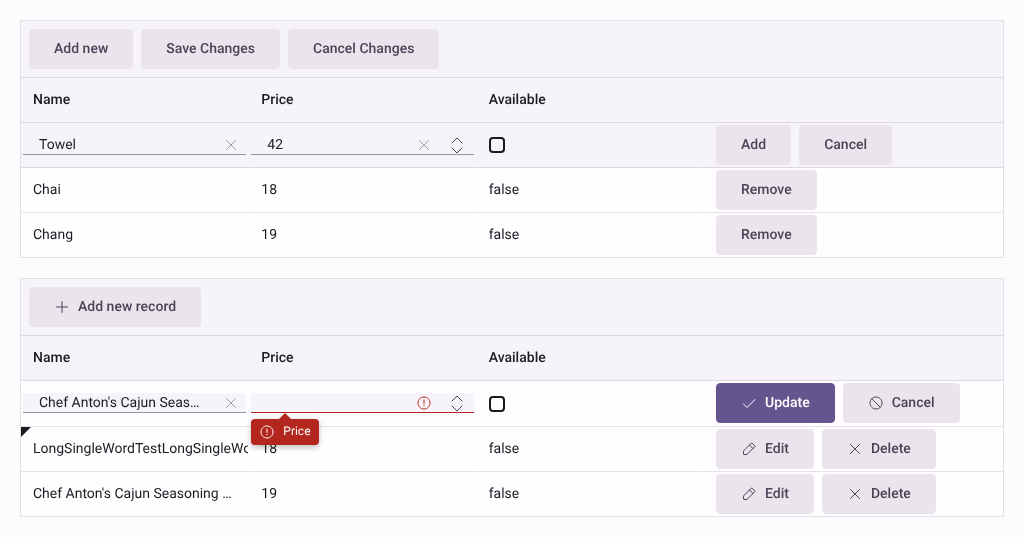 Add new Save Changes Cancel Changes
Name Price Available
Towel 42 Add Cancel
Chai 18 false Remove
Chang 19 false Remove
Add new record
Name Price Available
Chef Anton's Cajun Seas... Update Cancel
Price
LongSingleWordTestLongSingleWo 18 false Edit Delete
Chef Anton's Cajun Seasoning ... 19 false Edit Delete